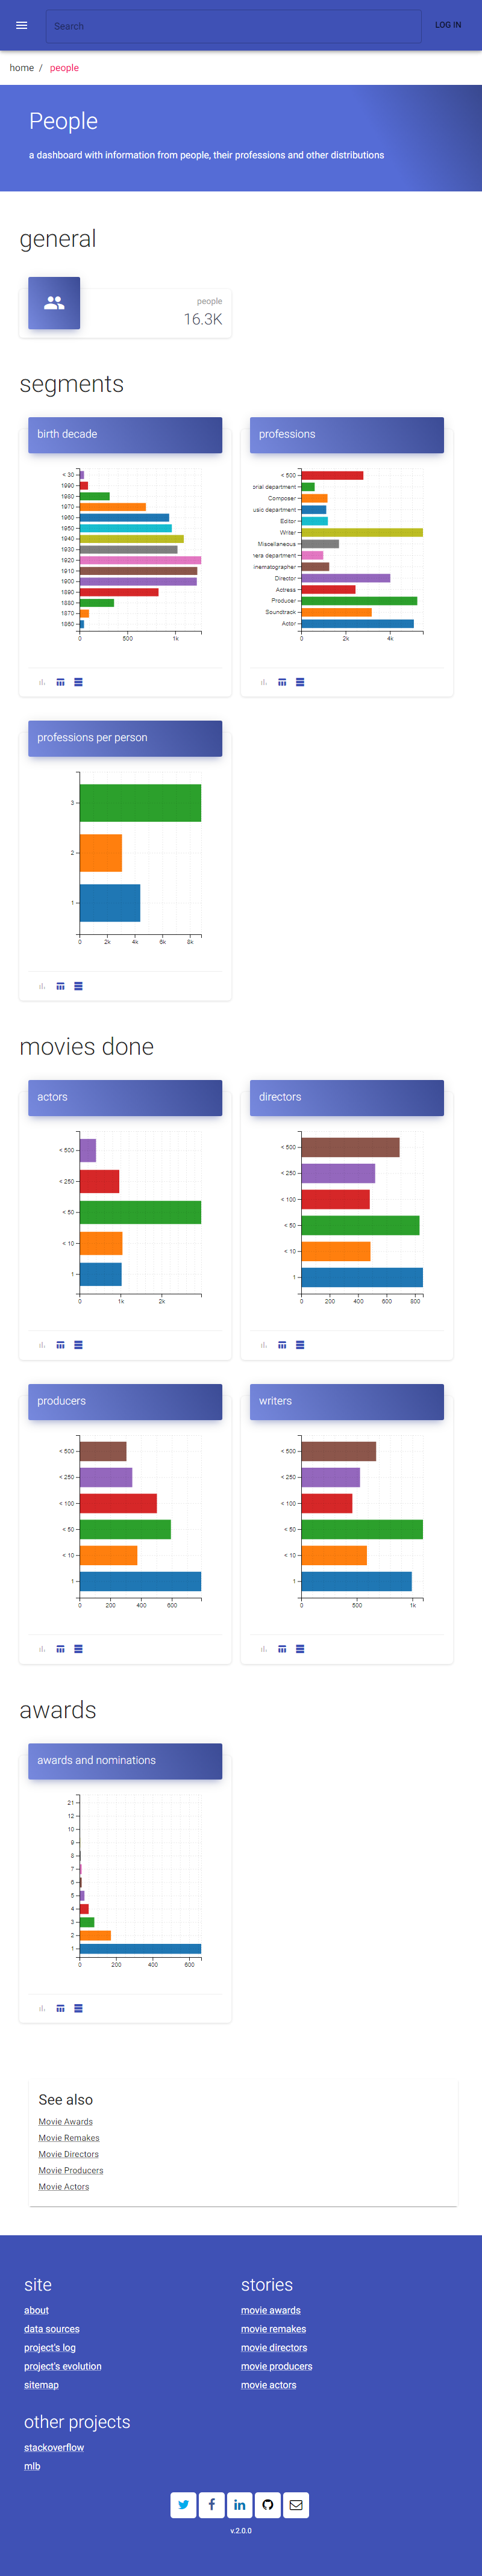 Search
LOG IN
home / people
People
a dashboard with information from people, their professions and other distributions
general
people
16.3K
segments
birth decade
< 30
1990
1980
1970
1960
1950
1940
1930
1920
1910
1900
1890
1880
1870
1860
0 500 1k
professions
< 500
orial department
Composer
usic department
Editor
Writer
Miscellaneous
nera department
inematographer
Director
Actress
Producer
Soundtrack
Actor
0 2k 4k
professions per person
3
2
1
0 2k 4k 6k 8k
movies done
actors
< 500
< 250
< 50
< 10
1
0 1k 2k
directors
< 500
< 250
< 100
< 50
< 10
1
0 200 400 600 800
producers
< 500
< 250
< 100
< 50
< 10
1
0 200 400 600
writers
< 500
< 250
< 100
< 50
< 10
1
0 500 1k
awards
awards and nominations
21
12
10
9
8
7
6
5
4
3
2
1
0 200 400 600
See also
Movie Awards
Movie Remakes
Movie Directors
Movie Producers
Movie Actors
site
about
data sources
project's log
project's evolution
sitemap
stories
movie awards
movie remakes
movie directors
movie producers
movie actors
other projects
stackoverflow
mlb
v.2.0.0